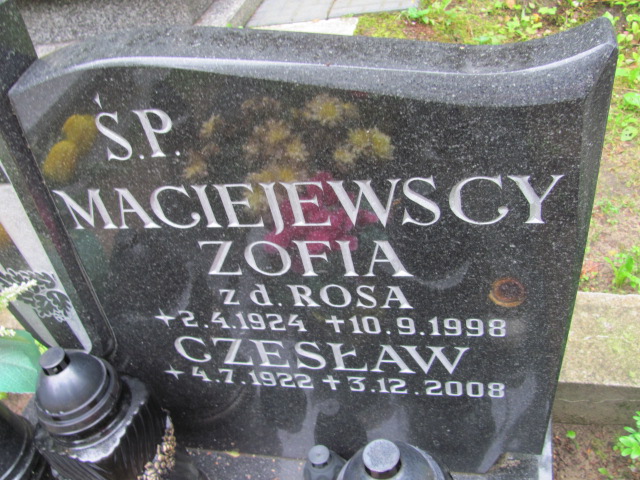 Ś.P.
MACIEJEWSCY
ZOFIA
z d. ROSA
*2.4.1924 +10.9.1998
CZESŁAW
*4.7.1922 +3.12.2008